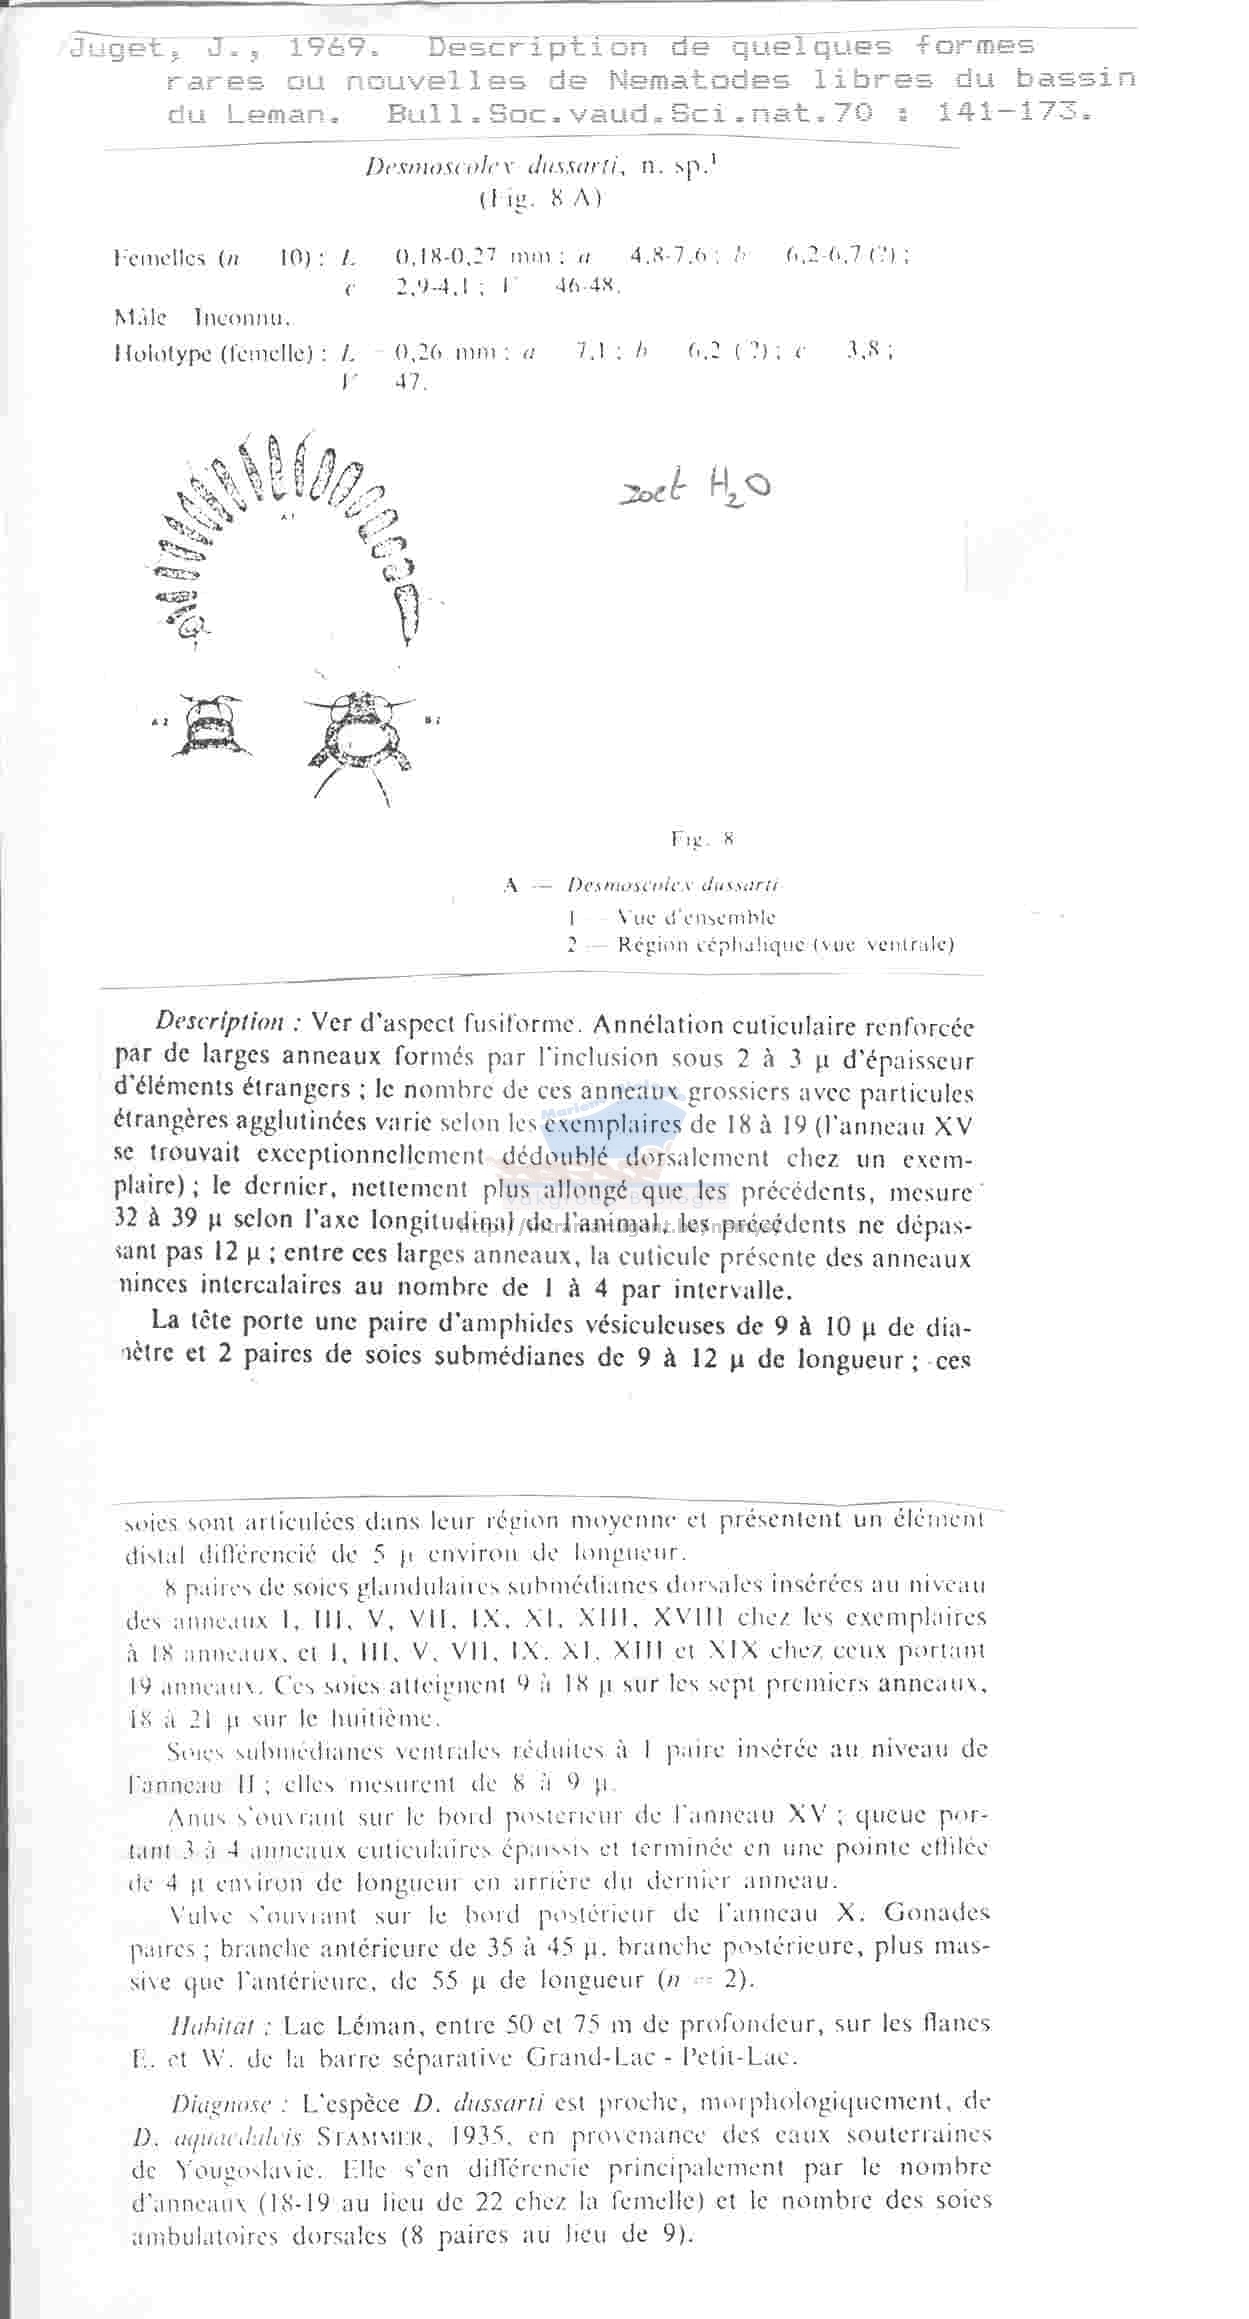 Juget, J., 1969. Description de quelques formes
rares ou nouvelles de Nematodes libres du bassin
du Leman. Bull.Soc.vaud.Sci.nat.70 : 141-173.
Desmoscolex dussarti, n. sp.¹
(Fig. 8 A)
Femelles (n 10) : L 0,18-0,27 mm ; a 4,8-7,6 ; b 6,2-6,7 (?) ;
c 2,9-4,1 ; V 46-48.
Mâle Inconnu.
Holotype (femelle) : L – 0,26 mm ; a 7,1 ; b 6,2 (?) ; c 3,8 ;
V 47.
zoet H₂O
A 1
A 2
B 2
Fig. 8
A — Desmoscolex dussarti
1 — Vue d'ensemble
2 — Région céphalique (vue ventrale)
Description : Ver d'aspect fusiforme. Annélation cuticulaire renforcée
par de larges anneaux formés par l'inclusion sous 2 à 3 µ d'épaisseur
d'éléments étrangers ; le nombre de ces anneaux grossiers avec particules
étrangères agglutinées varie selon les exemplaires de 18 à 19 (l'anneau XV
se trouvait exceptionnellement dédoublé dorsalement chez un exem-
plaire) ; le dernier, nettement plus allongé que les précédents, mesure
32 à 39 µ selon l'axe longitudinal de l'animal, les précédents ne dépas-
sant pas 12 µ ; entre ces larges anneaux, la cuticule présente des anneaux
minces intercalaires au nombre de 1 à 4 par intervalle.
La tête porte une paire d'amphides vésiculeuses de 9 à 10 µ de dia-
mètre et 2 paires de soies submédianes de 9 à 12 µ de longueur ; ces
soies sont articulées dans leur région moyenne et présentent un élément
distal différencié de 5 µ environ de longueur.
8 paires de soies glandulaires submédianes dorsales insérées au niveau
des anneaux I, III, V, VII, IX, XI, XIII, XVIII chez les exemplaires
à 18 anneaux, et I, III, V, VII, IX, XI, XIII et XIX chez ceux portant
19 anneaux. Ces soies atteignent 9 à 18 µ sur les sept premiers anneaux,
18 à 21 µ sur le huitième.
Soies submédianes ventrales réduites à 1 paire insérée au niveau de
l'anneau II ; elles mesurent de 8 à 9 µ.
Anus s'ouvrant sur le bord postérieur de l'anneau XV ; queue por-
tant 3 à 4 anneaux cuticulaires épaissis et terminée en une pointe effilée
de 4 µ environ de longueur en arrière du dernier anneau.
Vulve s'ouvrant sur le bord postérieur de l'anneau X. Gonades
paires ; branche antérieure de 35 à 45 µ, branche postérieure, plus mas-
sive que l'antérieure, de 55 µ de longueur (n = 2).
Habitat : Lac Léman, entre 50 et 75 m de profondeur, sur les flancs
E. et W. de la barre séparative Grand-Lac - Petit-Lac.
Diagnose : L'espèce D. dussarti est proche, morphologiquement, de
D. aquaedulcis STAMMER, 1935, en provenance des eaux souterraines
de Yougoslavie. Elle s'en différencie principalement par le nombre
d'anneaux (18-19 au lieu de 22 chez la femelle) et le nombre des soies
ambulatoires dorsales (8 paires au lieu de 9).